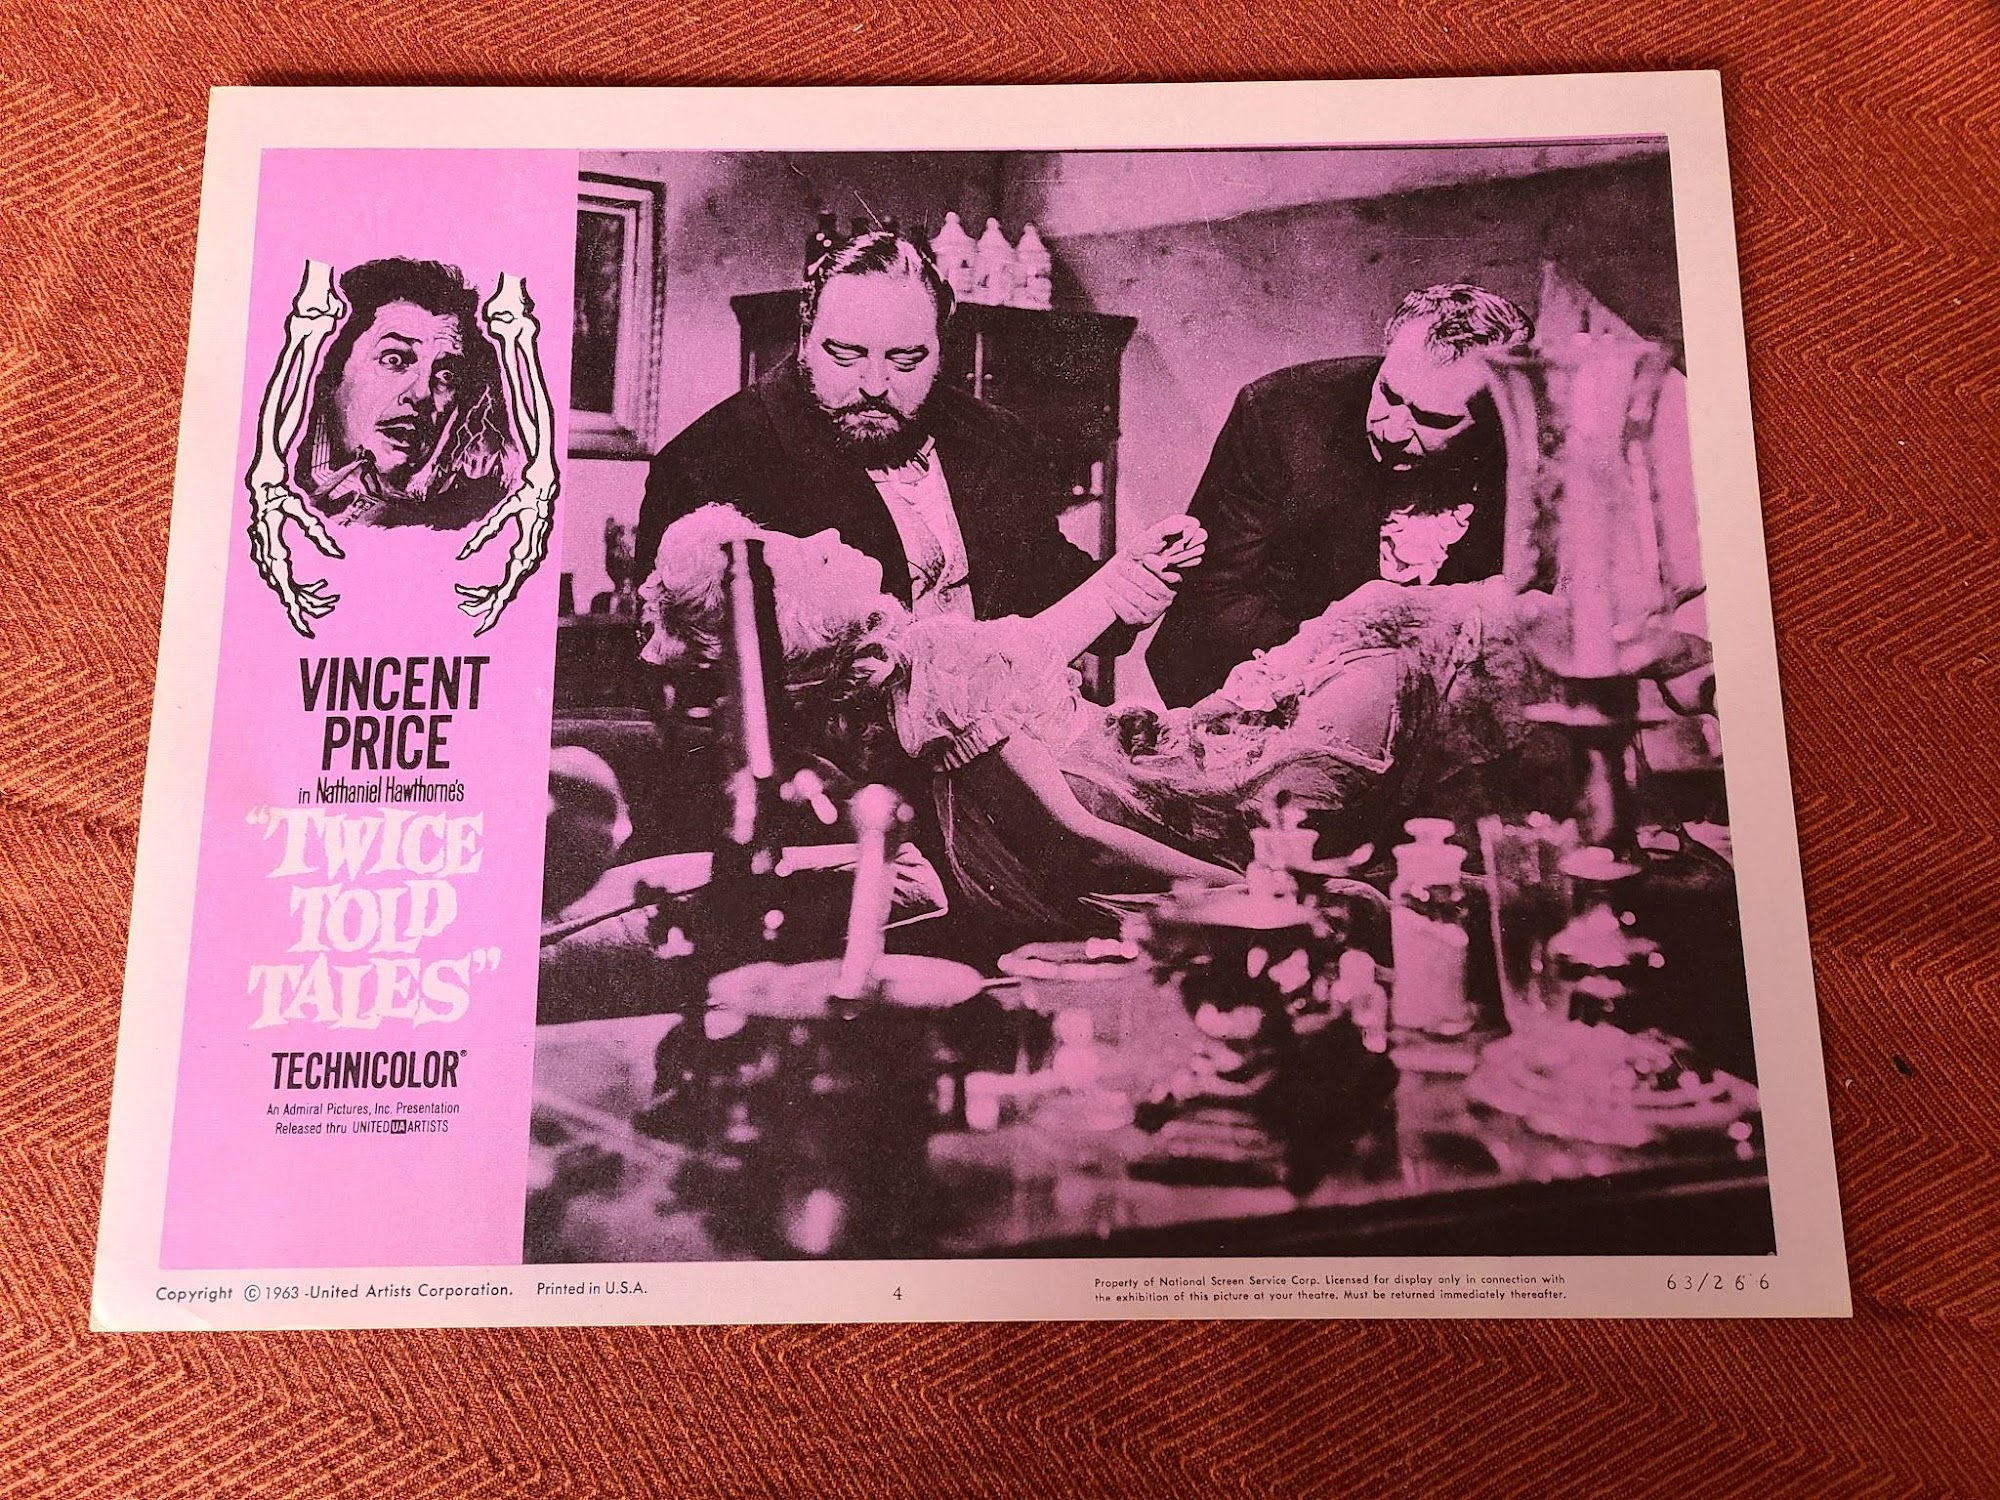 VINCENT
PRICE
in Nathaniel Hawthorne's
"TWICE
TOLD
TALES"
TECHNICOLOR®
An Admiral Pictures, Inc. Presentation
Released thru UNITED UA ARTISTS
Copyright © 1963 - United Artists Corporation. Printed in U.S.A.
4
Property of National Screen Service Corp. Licensed for display only in connection with
the exhibition of this picture at your theatre. Must be returned immediately thereafter.
63/266